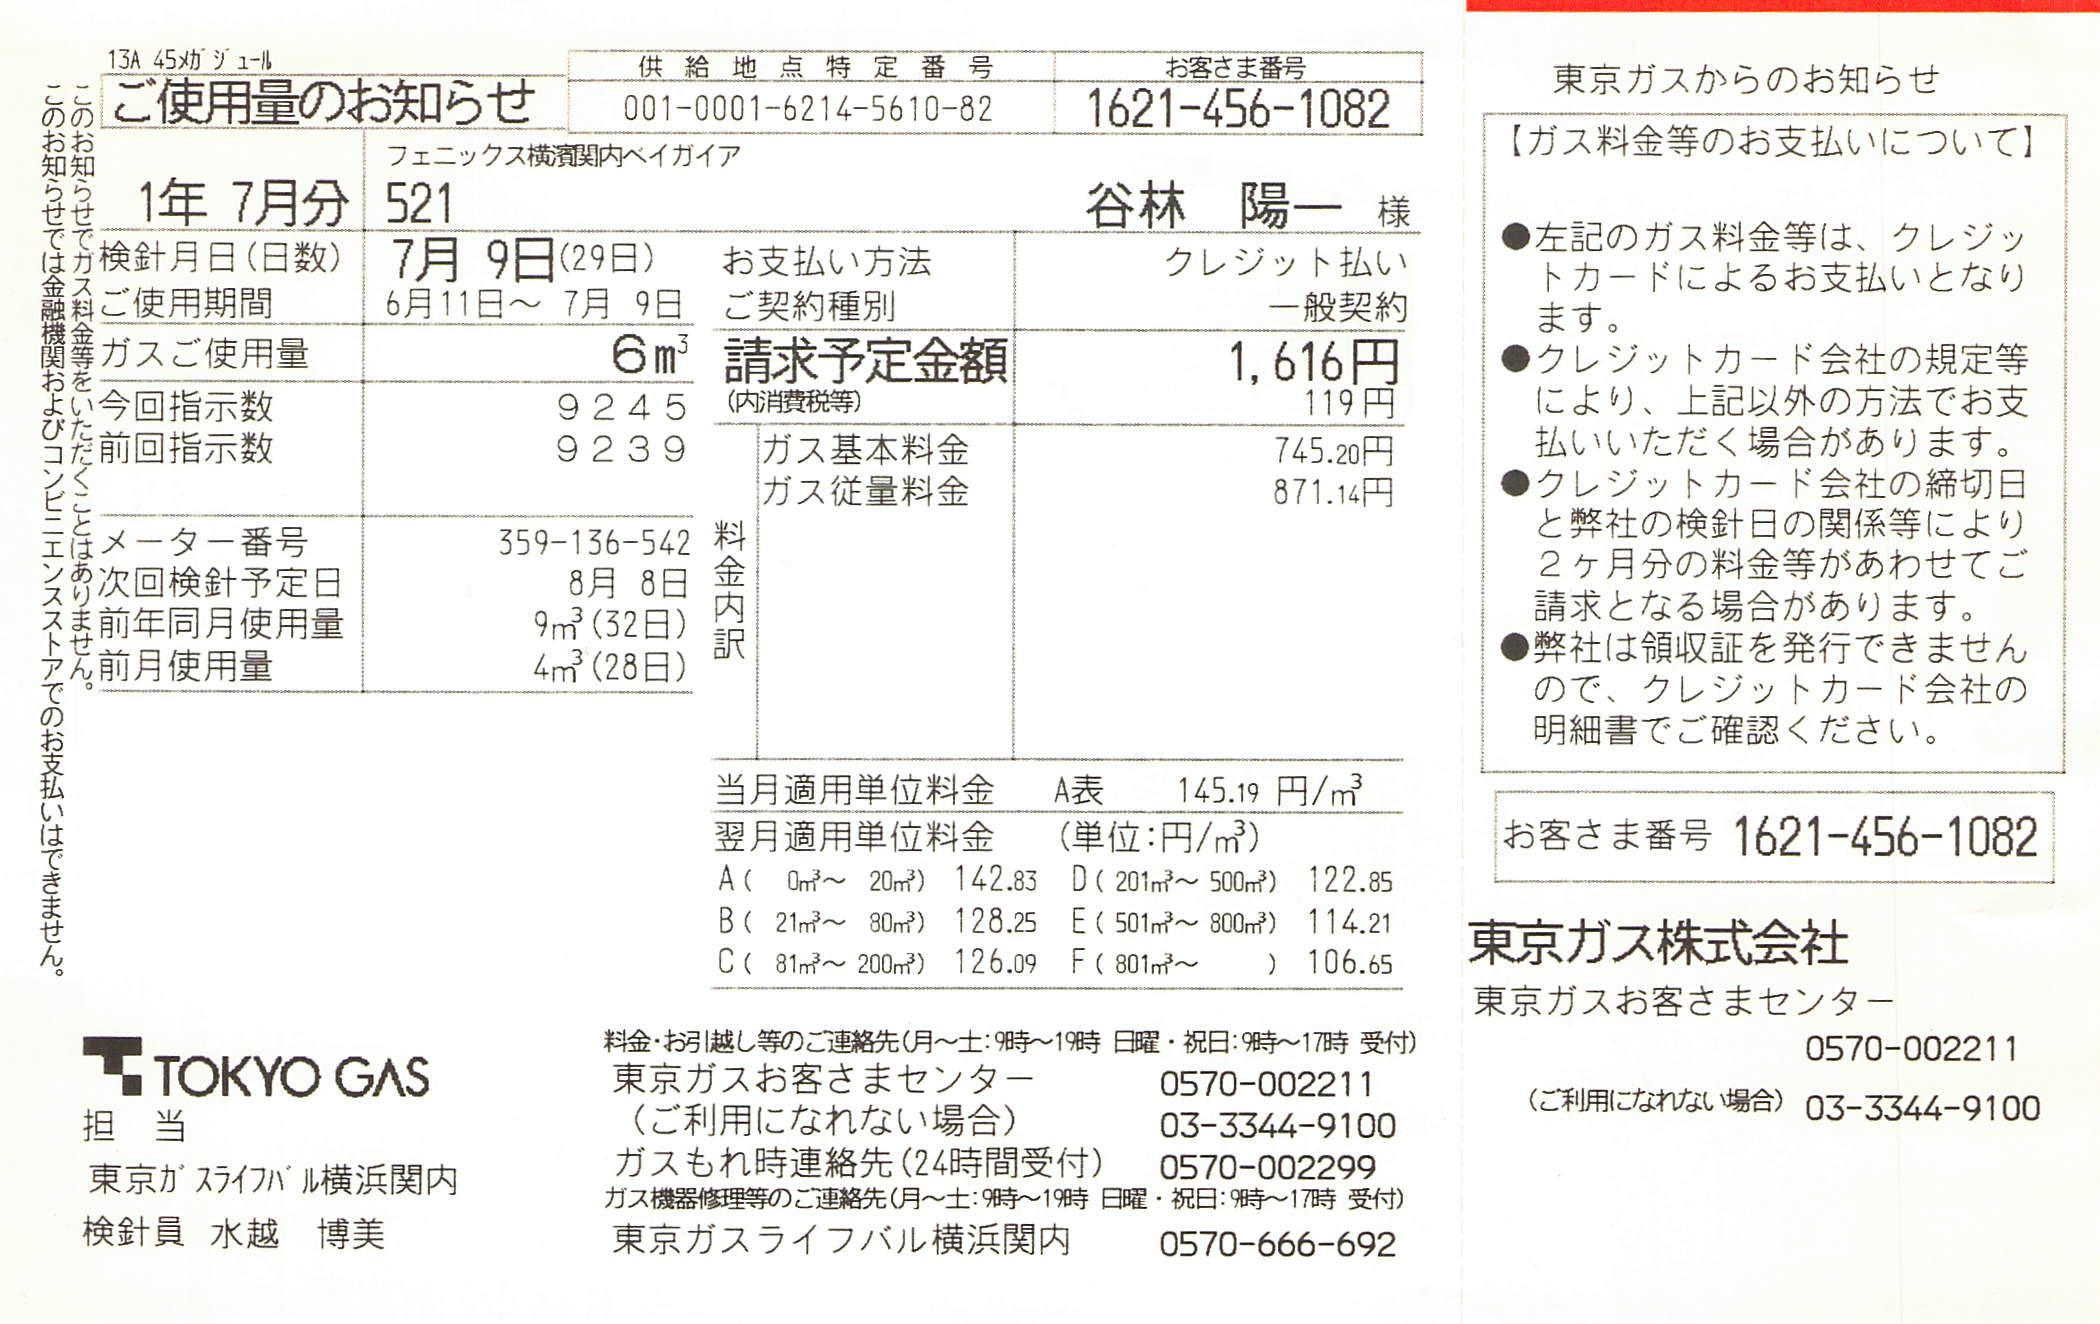 13A 45メガジュール
ご使用量のお知らせ
供給地点特定番号
001-0001-6214-5610-82
お客さま番号
1621-456-1082
1年 7月分
フェニックス横濱関内ベイガイア
521
谷林 陽一 様
検針月日(日数) 7月 9日(29日)
ご使用期間 6月11日～ 7月 9日
お支払い方法 クレジット払い
ご契約種別 一般契約
ガスご使用量 6m³
今回指示数 9245
前回指示数 9239
メーター番号 359-136-542
次回検針予定日 8月 8日
前年同月使用量 9m³(32日)
前月使用量 4m³(28日)
請求予定金額 1,616円
(内消費税等) 119円
料金内訳
ガス基本料金 745.20円
ガス従量料金 871.14円
当月適用単位料金 A表 145.19 円/m³
翌月適用単位料金 (単位:円/m³)
A( 0m³～ 20m³) 142.83 D(201m³～ 500m³) 122.85
B( 21m³～ 80m³) 128.25 E(501m³～ 800m³) 114.21
C( 81m³～ 200m³) 126.09 F(801m³～ ) 106.65
このお知らせでガス料金等をいただくことはありません。
このお知らせでは金融機関およびコンビニエンスストアでのお支払いはできません。
TOKYO GAS
担 当
東京ガスライフバル横浜関内
検針員 水越 博美
料金・お引越し等のご連絡先(月～土:9時～19時 日曜・祝日:9時～17時 受付)
東京ガスお客さまセンター 0570-002211
(ご利用になれない場合) 03-3344-9100
ガスもれ時連絡先(24時間受付) 0570-002299
ガス機器修理等のご連絡先(月～土:9時～19時 日曜・祝日:9時～17時 受付)
東京ガスライフバル横浜関内 0570-666-692
東京ガスからのお知らせ
【ガス料金等のお支払いについて】
●左記のガス料金等は、クレジッ
トカードによるお支払いとなり
ます。
●クレジットカード会社の規定等
により、上記以外の方法でお支
払いいただく場合があります。
●クレジットカード会社の締切日
と弊社の検針日の関係等により
２ヶ月分の料金等があわせてご
請求となる場合があります。
●弊社は領収証を発行できません
ので、クレジットカード会社の
明細書でご確認ください。
お客さま番号 1621-456-1082
東京ガス株式会社
東京ガスお客さまセンター
0570-002211
(ご利用になれない場合) 03-3344-9100